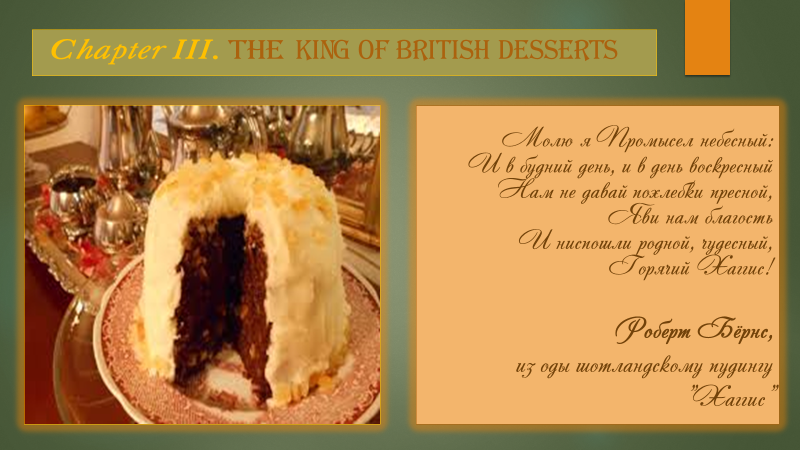 Chapter III. THE KING OF BRITISH DESSERTS
Молю я Промысел небесный:
И в будний день, и в день воскресный
Нам не давай похлебки пресной,
Яви нам благость
И ниспошли родной, чудесный,
Горячий Хаггис!
Роберт Бёрнс,
из оды шотландскому пудингу
"Хаггис"